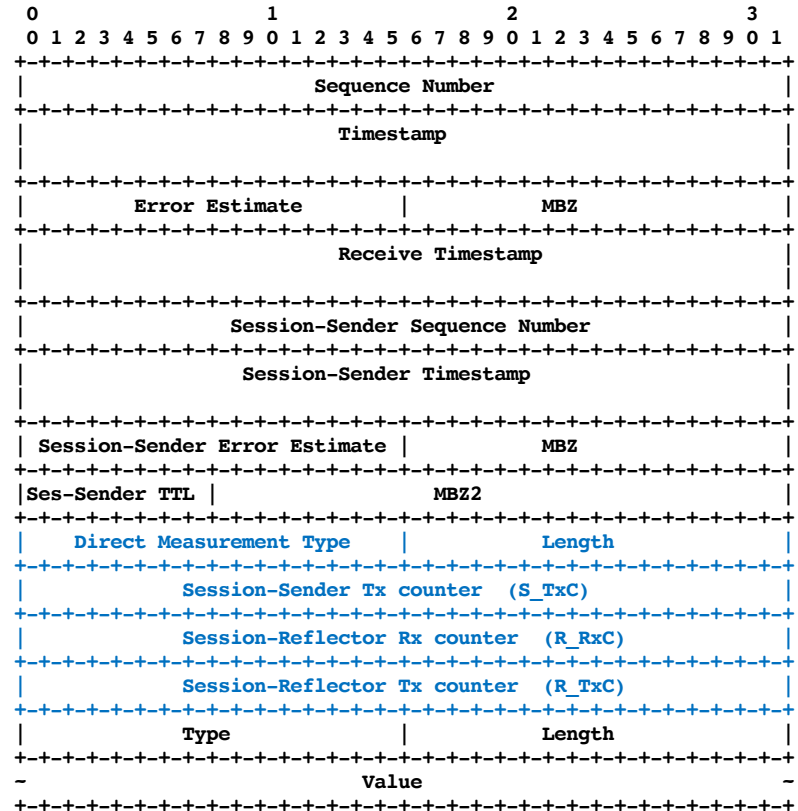 0                   1                   2                   3
 0 1 2 3 4 5 6 7 8 9 0 1 2 3 4 5 6 7 8 9 0 1 2 3 4 5 6 7 8 9 0 1
+-+-+-+-+-+-+-+-+-+-+-+-+-+-+-+-+-+-+-+-+-+-+-+-+-+-+-+-+-+-+-+-+
|                        Sequence Number                        |
+-+-+-+-+-+-+-+-+-+-+-+-+-+-+-+-+-+-+-+-+-+-+-+-+-+-+-+-+-+-+-+-+
|                          Timestamp                            |
|                                                               |
+-+-+-+-+-+-+-+-+-+-+-+-+-+-+-+-+-+-+-+-+-+-+-+-+-+-+-+-+-+-+-+-+
|         Error Estimate        |           MBZ                 |
+-+-+-+-+-+-+-+-+-+-+-+-+-+-+-+-+-+-+-+-+-+-+-+-+-+-+-+-+-+-+-+-+
|                          Receive Timestamp                    |
|                                                               |
+-+-+-+-+-+-+-+-+-+-+-+-+-+-+-+-+-+-+-+-+-+-+-+-+-+-+-+-+-+-+-+-+
|                 Session-Sender Sequence Number                |
+-+-+-+-+-+-+-+-+-+-+-+-+-+-+-+-+-+-+-+-+-+-+-+-+-+-+-+-+-+-+-+-+
|                  Session-Sender Timestamp                     |
|                                                               |
+-+-+-+-+-+-+-+-+-+-+-+-+-+-+-+-+-+-+-+-+-+-+-+-+-+-+-+-+-+-+-+-+
| Session-Sender Error Estimate |           MBZ                 |
+-+-+-+-+-+-+-+-+-+-+-+-+-+-+-+-+-+-+-+-+-+-+-+-+-+-+-+-+-+-+-+-+
|Ses-Sender TTL |                  MBZ2                         |
+-+-+-+-+-+-+-+-+-+-+-+-+-+-+-+-+-+-+-+-+-+-+-+-+-+-+-+-+-+-+-+-+
|    Direct Measurement Type    |           Length              |
+-+-+-+-+-+-+-+-+-+-+-+-+-+-+-+-+-+-+-+-+-+-+-+-+-+-+-+-+-+-+-+-+
|             Session-Sender Tx counter  (S_TxC)                |
+-+-+-+-+-+-+-+-+-+-+-+-+-+-+-+-+-+-+-+-+-+-+-+-+-+-+-+-+-+-+-+-+
|             Session-Reflector Rx counter  (R_RxC)             |
+-+-+-+-+-+-+-+-+-+-+-+-+-+-+-+-+-+-+-+-+-+-+-+-+-+-+-+-+-+-+-+-+
|             Session-Reflector Tx counter  (R_TxC)             |
+-+-+-+-+-+-+-+-+-+-+-+-+-+-+-+-+-+-+-+-+-+-+-+-+-+-+-+-+-+-+-+-+
|             Type              |           Length              |
+-+-+-+-+-+-+-+-+-+-+-+-+-+-+-+-+-+-+-+-+-+-+-+-+-+-+-+-+-+-+-+-+
~                            Value                              ~
+-+-+-+-+-+-+-+-+-+-+-+-+-+-+-+-+-+-+-+-+-+-+-+-+-+-+-+-+-+-+-+-+